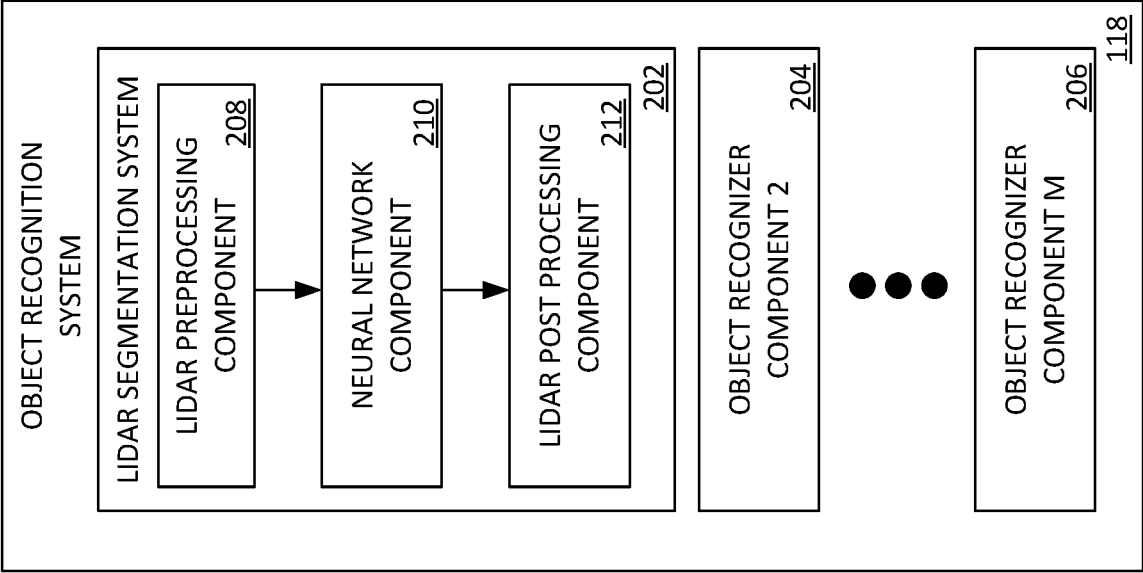 OBJECT RECOGNITION
SYSTEM
LIDAR SEGMENTATION SYSTEM
LIDAR PREPROCESSING
COMPONENT
208
NEURAL NETWORK
COMPONENT
210
LIDAR POST PROCESSING
COMPONENT
212
202
OBJECT RECOGNIZER
COMPONENT 2
204
OBJECT RECOGNIZER
COMPONENT M
206
118